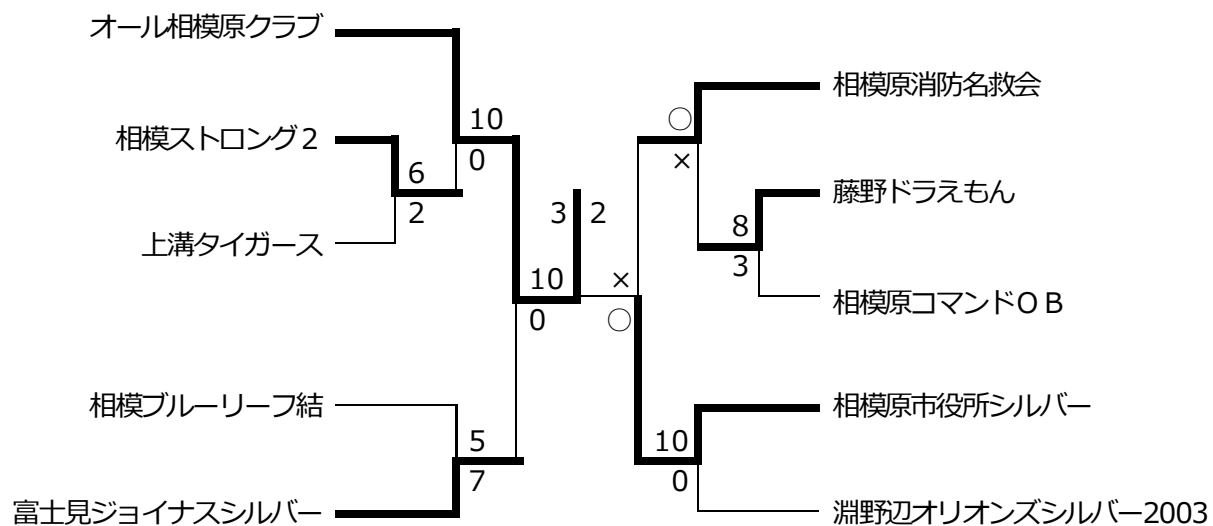 オール相模原クラブ
相模原消防名救会
10
○
相模ストロング2
0
×
6
藤野ドラえもん
2
3
2
8
上溝タイガース
3
10
×
相模原コマンドＯＢ
0
○
相模ブルーリーフ結
相模原市役所シルバー
5
10
7
0
富士見ジョイナスシルバー
淵野辺オリオンズシルバー2003